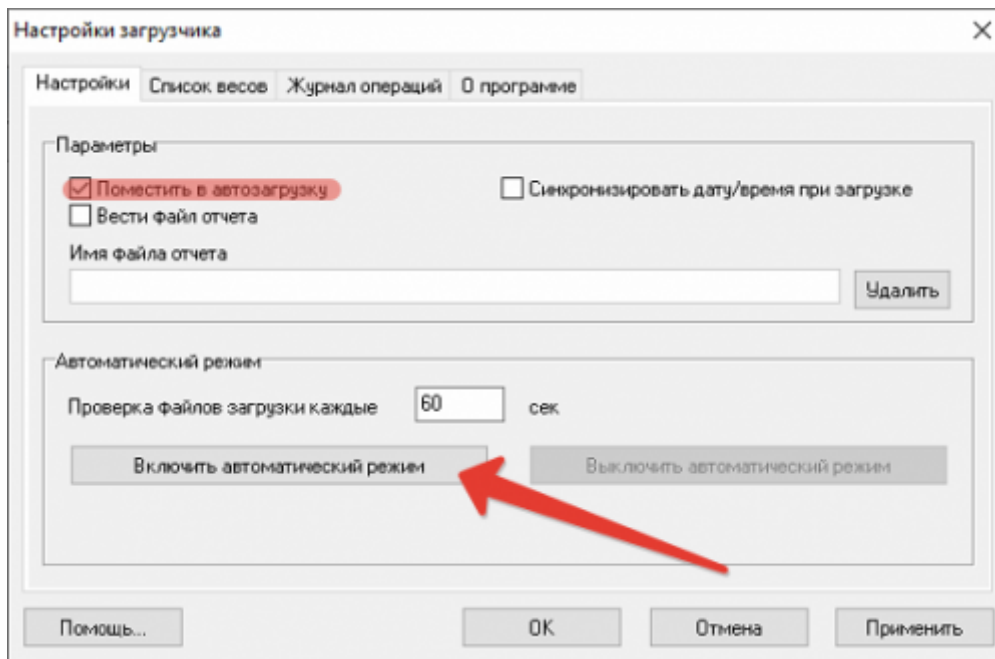 Настройки загрузчика
Настройки Список весов Журнал операций О программе
Параметры
Поместить в автозагрузку Синхронизировать дату/время при загрузке
Вести файл отчета
Имя файла отчета
Удалить
Автоматический режим
Проверка файлов загрузки каждые 60 сек
Включить автоматический режим Выключить автоматический режим
Помощь... OK Отмена Применить